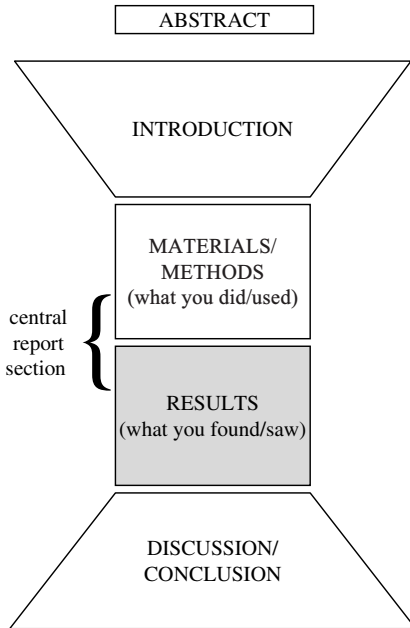 ABSTRACT
INTRODUCTION
MATERIALS/
METHODS
(what you did/used)
central
report
section
RESULTS
(what you found/saw)
DISCUSSION/
CONCLUSION